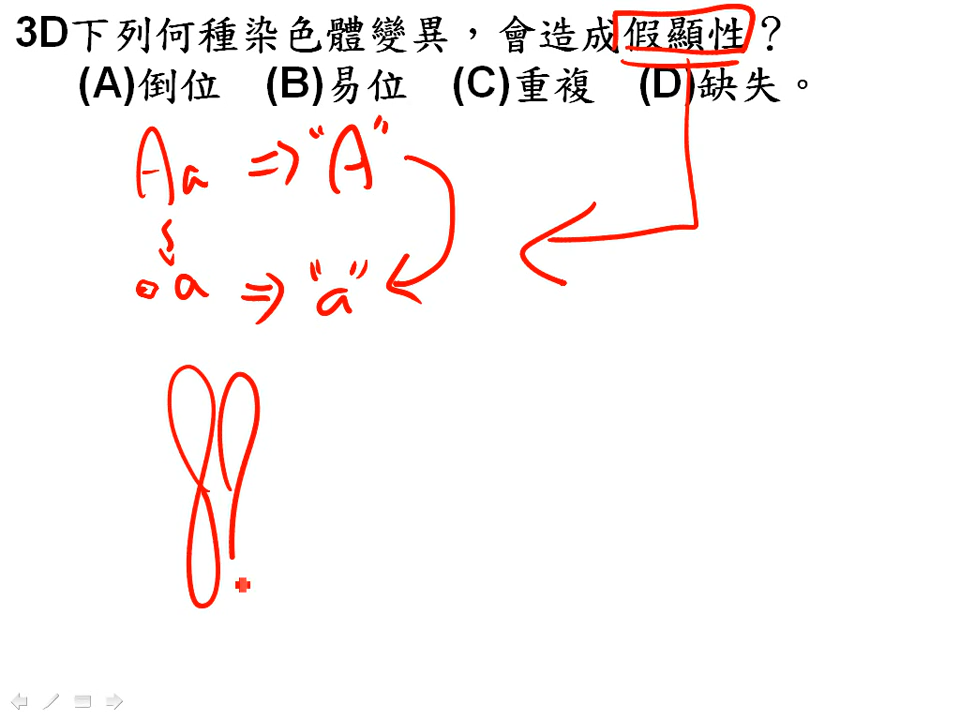 3D下列何種染色體變異，會造成假顯性？
(A)倒位 (B)易位 (C)重複 (D)缺失。
Aa ⇒ "A"
a ⇒ "a"